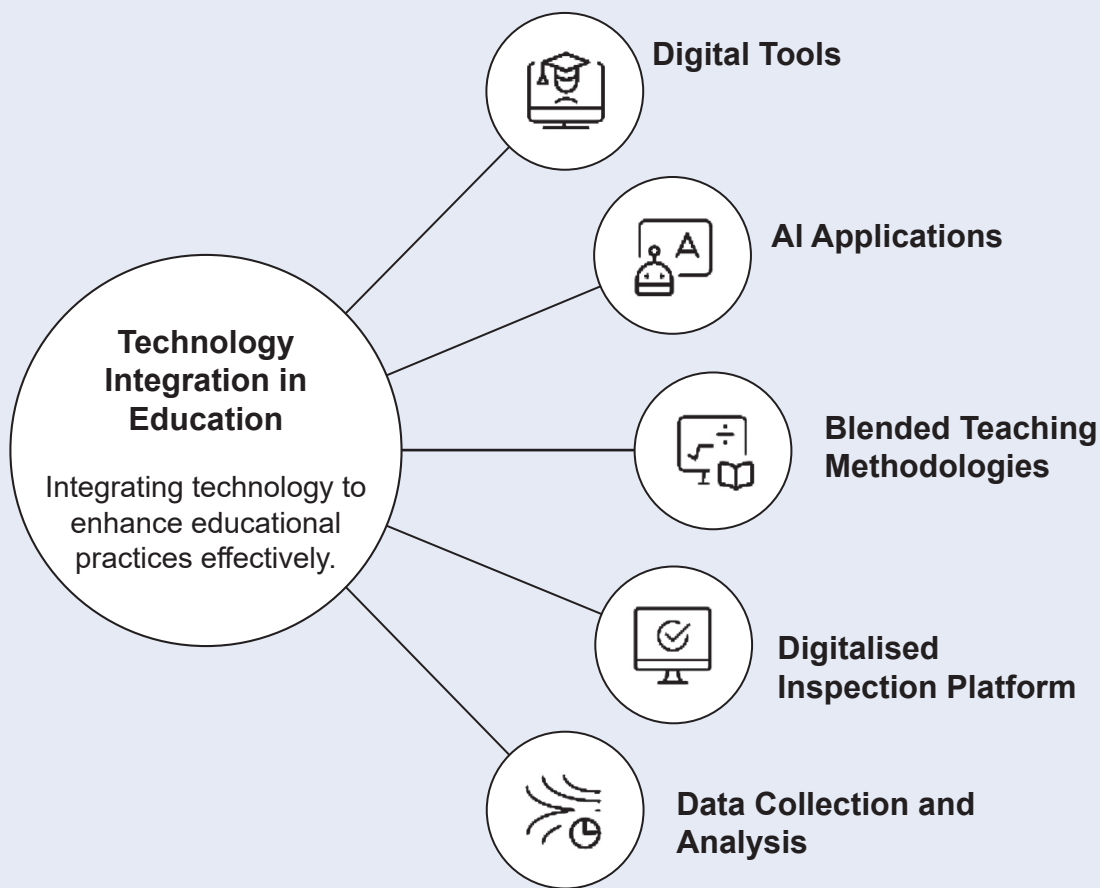 Digital Tools
AI Applications
Technology
Integration in
Education
Integrating technology to
enhance educational
practices effectively.
Blended Teaching
Methodologies
Digitalised
Inspection Platform
Data Collection and
Analysis